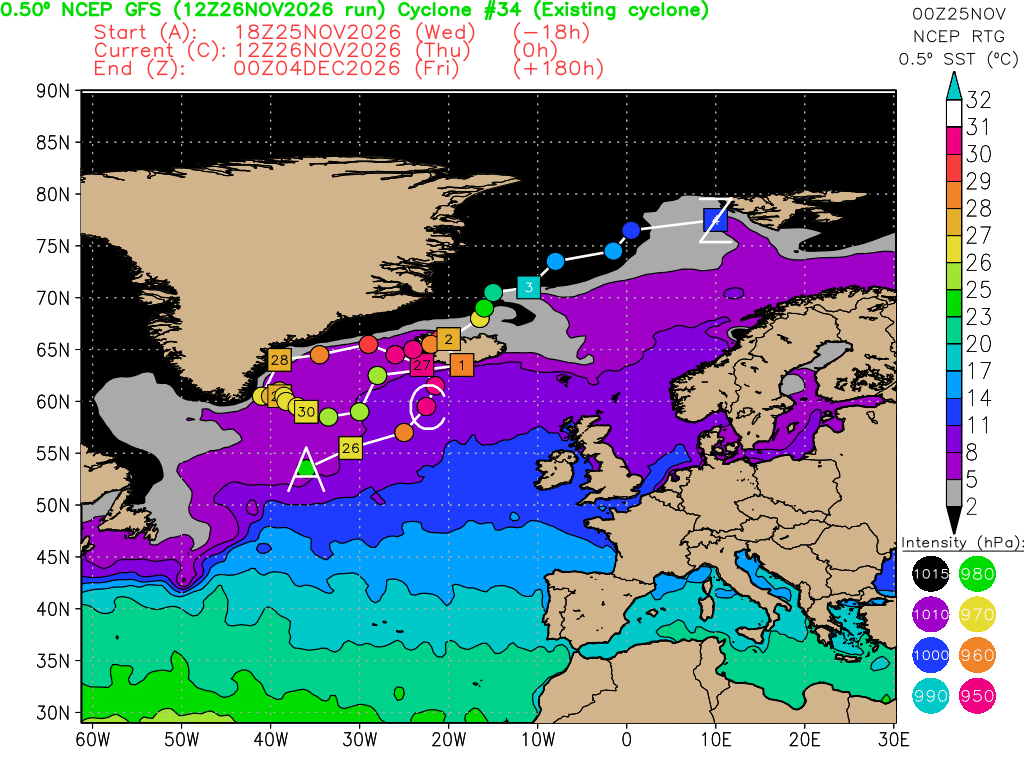 0.50º NCEP GFS (12Z26NOV2026 run) Cyclone #34 (Existing cyclone)
Start (A): 18Z25NOV2026 (Wed) (−18h)
Current (C): 12Z26NOV2026 (Thu) (0h)
End (Z): 00Z04DEC2026 (Fri) (+180h)
00Z25NOV
NCEP RTG
0.5º SST (ºC)
32
31
30
29
28
27
26
25
23
20
17
14
11
8
5
2
Intensity (hPa):
1015 980
1010 970
1000 960
990 950
90N
85N
80N
75N
70N
65N
60N
55N
50N
45N
40N
35N
30N
60W 50W 40W 30W 20W 10W 0 10E 20E 30E
Z
4
3
2
28
27
1
30
C
26
A